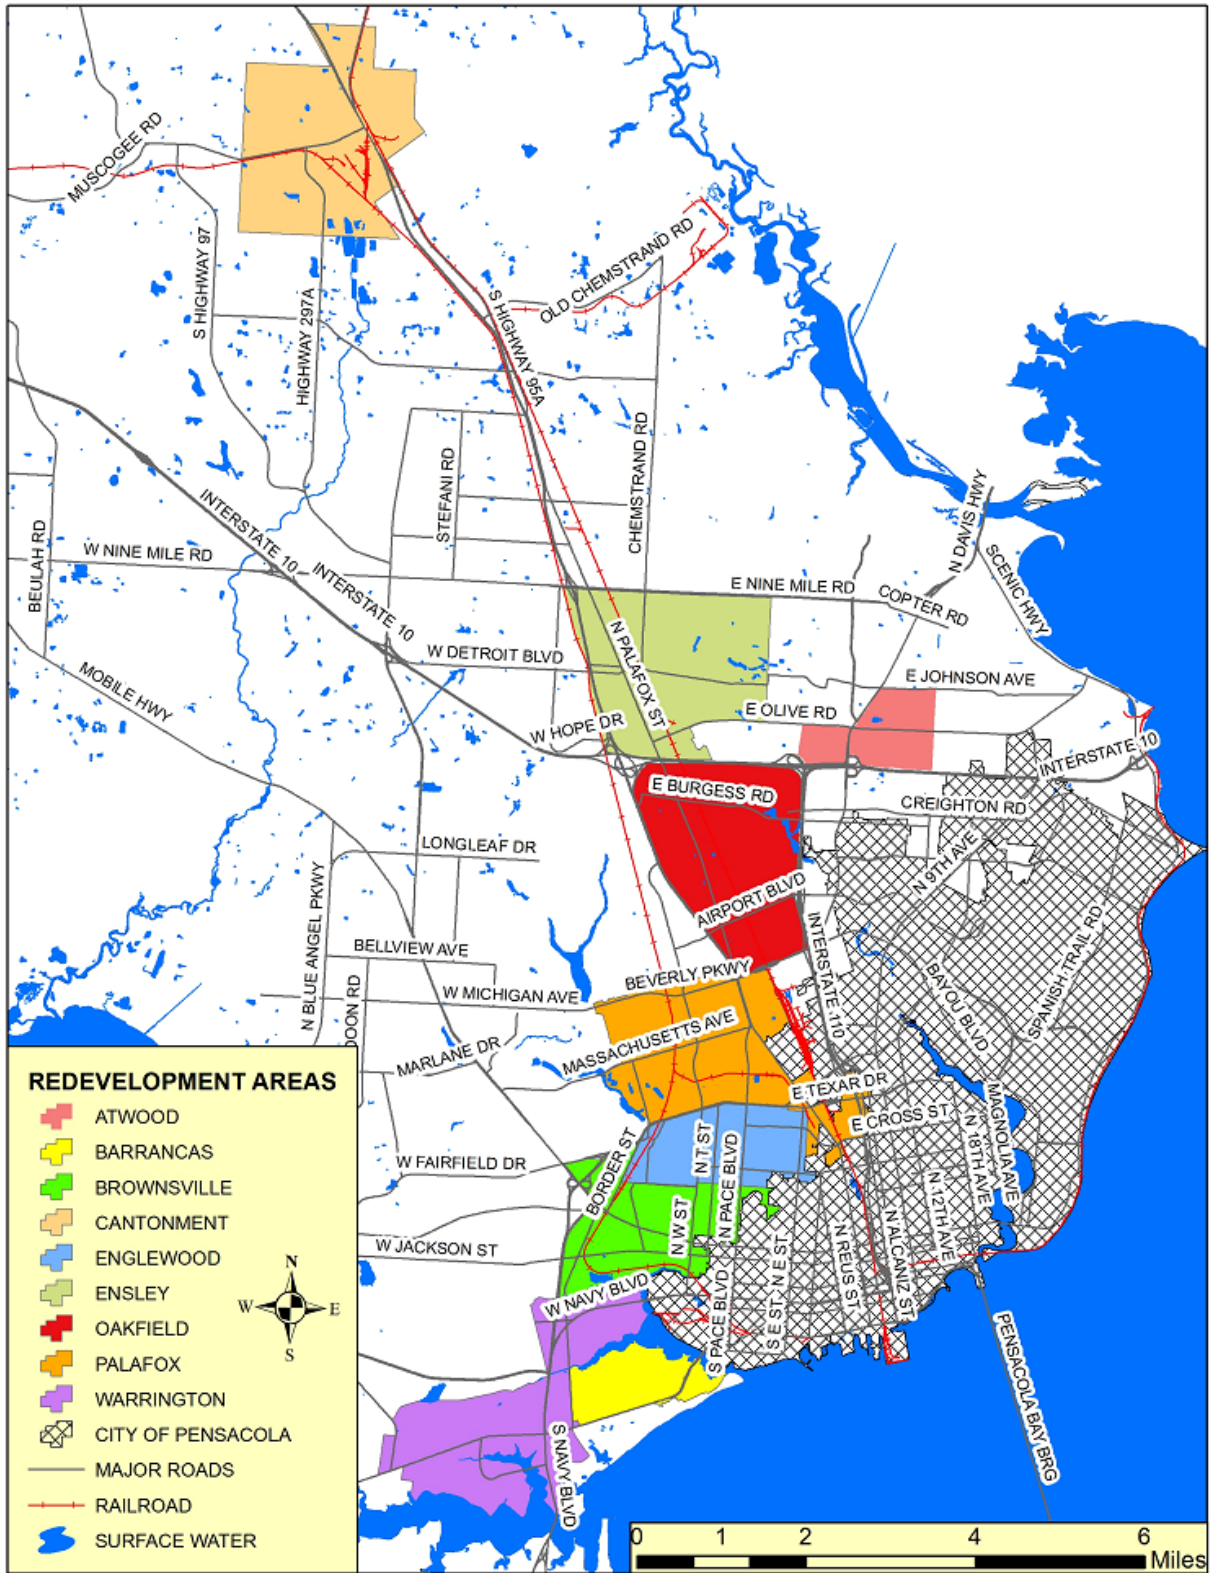 MUSCOGEE RD
S HIGHWAY 97
HIGHWAY 297A
S HIGHWAY 95A
OLD CHEMSTRAND RD
CHEMSTRAND RD
STEFANI RD
BEULAH RD
W NINE MILE RD
INTERSTATE 10
INTERSTATE 10
E NINE MILE RD
COPTER RD
N DAVIS HWY
SCENIC HWY
W DETROIT BLVD
N PALAFOX ST
E JOHNSON AVE
MOBILE HWY
W HOPE DR
E OLIVE RD
INTERSTATE 10
E BURGESS RD
CREIGHTON RD
LONGLEAF DR
N 9TH AVE
AIRPORT BLVD
N BLUE ANGEL PKWY
BELLVIEW AVE
INTERSTATE 110
BAYOU BLVD
SPANISH TRAIL RD
BEVERLY PKWY
W MICHIGAN AVE
DOON RD
MASSACHUSETTS AVE
MARLANE DR
E TEXAR DR
E CROSS ST
MAGNOLIA AVE
N 18TH AVE
N 12TH AVE
W FAIRFIELD DR
BORDER ST
N T ST
N PACE BLVD
N W ST
W JACKSON ST
N REUS ST
N ALCANIZ ST
N E ST
S E ST
S PACE BLVD
W NAVY BLVD
S NAVY BLVD
PENSACOLA BAY BRG
REDEVELOPMENT AREAS
ATWOOD
BARRANCAS
BROWNSVILLE
CANTONMENT
ENGLEWOOD
ENSLEY
OAKFIELD
PALAFOX
WARRINGTON
CITY OF PENSACOLA
MAJOR ROADS
RAILROAD
SURFACE WATER
N
W E
S
0 1 2 4 6
Miles